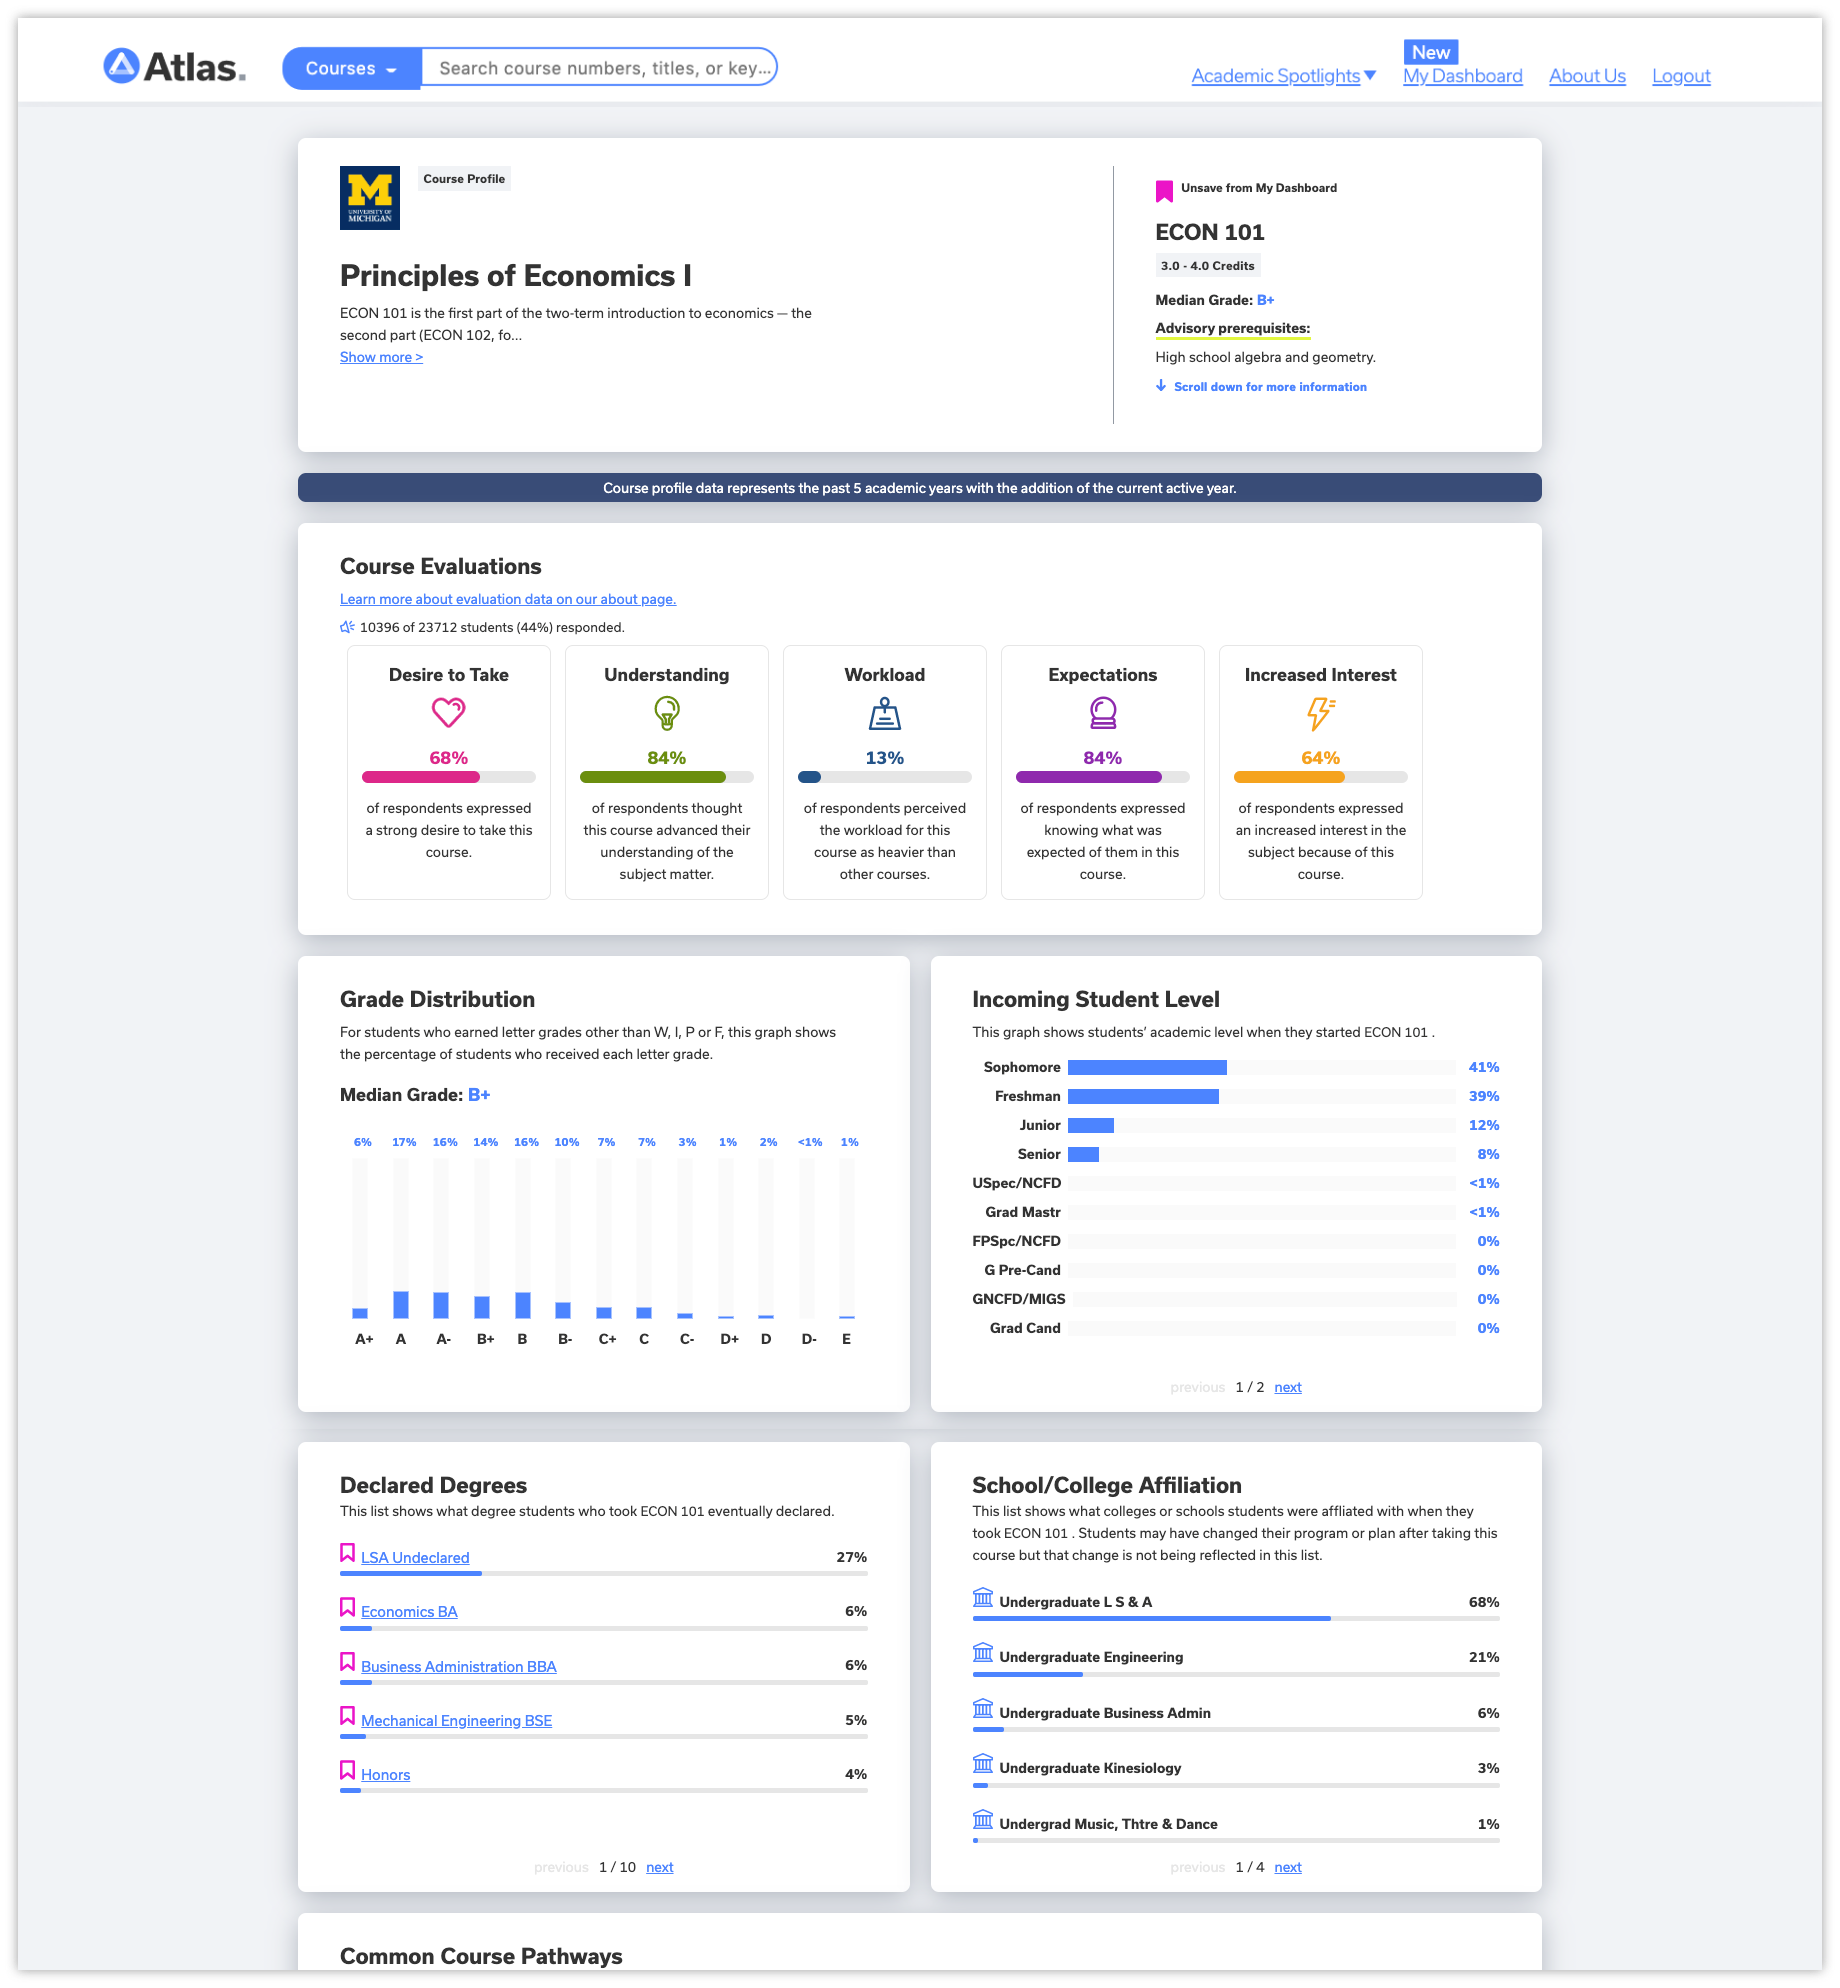 Atlas.
Courses
Search course numbers, titles, or key...
Academic Spotlights
New
My Dashboard
About Us
Logout
M
UNIVERSITY OF
MICHIGAN
Course Profile
Principles of Economics I
ECON 101 is the first part of the two-term introduction to economics — the
second part (ECON 102, fo...
Show more >
Unsave from My Dashboard
ECON 101
3.0 - 4.0 Credits
Median Grade: B+
Advisory prerequisites:
High school algebra and geometry.
Scroll down for more information
Course profile data represents the past 5 academic years with the addition of the current active year.
Course Evaluations
Learn more about evaluation data on our about page.
10396 of 23712 students (44%) responded.
Desire to Take
68%
of respondents expressed
a strong desire to take this
course.
Understanding
84%
of respondents thought
this course advanced their
understanding of the
subject matter.
Workload
13%
of respondents perceived
the workload for this
course as heavier than
other courses.
Expectations
84%
of respondents expressed
knowing what was
expected of them in this
course.
Increased Interest
64%
of respondents expressed
an increased interest in the
subject because of this
course.
Grade Distribution
For students who earned letter grades other than W, I, P or F, this graph shows
the percentage of students who received each letter grade.
Median Grade: B+
6% 17% 16% 14% 16% 10% 7% 7% 3% 1% 2% <1% 1%
A+ A A- B+ B B- C+ C C- D+ D D- E
Incoming Student Level
This graph shows students' academic level when they started ECON 101 .
Sophomore 41%
Freshman 39%
Junior 12%
Senior 8%
USpec/NCFD <1%
Grad Mastr <1%
FPSpc/NCFD 0%
G Pre-Cand 0%
GNCFD/MIGS 0%
Grad Cand 0%
previous 1 / 2 next
Declared Degrees
This list shows what degree students who took ECON 101 eventually declared.
LSA Undeclared 27%
Economics BA 6%
Business Administration BBA 6%
Mechanical Engineering BSE 5%
Honors 4%
previous 1 / 10 next
School/College Affiliation
This list shows what colleges or schools students were affliated with when they
took ECON 101 . Students may have changed their program or plan after taking this
course but that change is not being reflected in this list.
Undergraduate L S & A 68%
Undergraduate Engineering 21%
Undergraduate Business Admin 6%
Undergraduate Kinesiology 3%
Undergrad Music, Thtre & Dance 1%
previous 1 / 4 next
Common Course Pathways